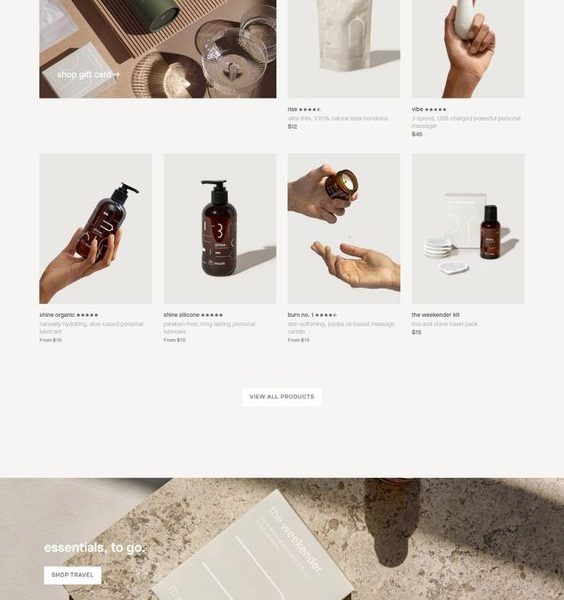 shop gift card →
rise ★★★★⯪
ultra-thin, 100% natural latex condoms
$12
vibe ★★★★★
3-speed, USB-charged powerful personal
massager
$45
shine organic ★★★★★
naturally hydrating, aloe-based personal
lubricant
From $10
shine silicone ★★★★★
paraben-free, long-lasting personal
lubricant
From $10
burn no. 1 ★★★★⯪
skin-softening, jojoba oil based massage
candle
the weekender kit
rise and shine travel pack
$15
VIEW ALL PRODUCTS
the weekender.
essentials, to go.
SHOP TRAVEL